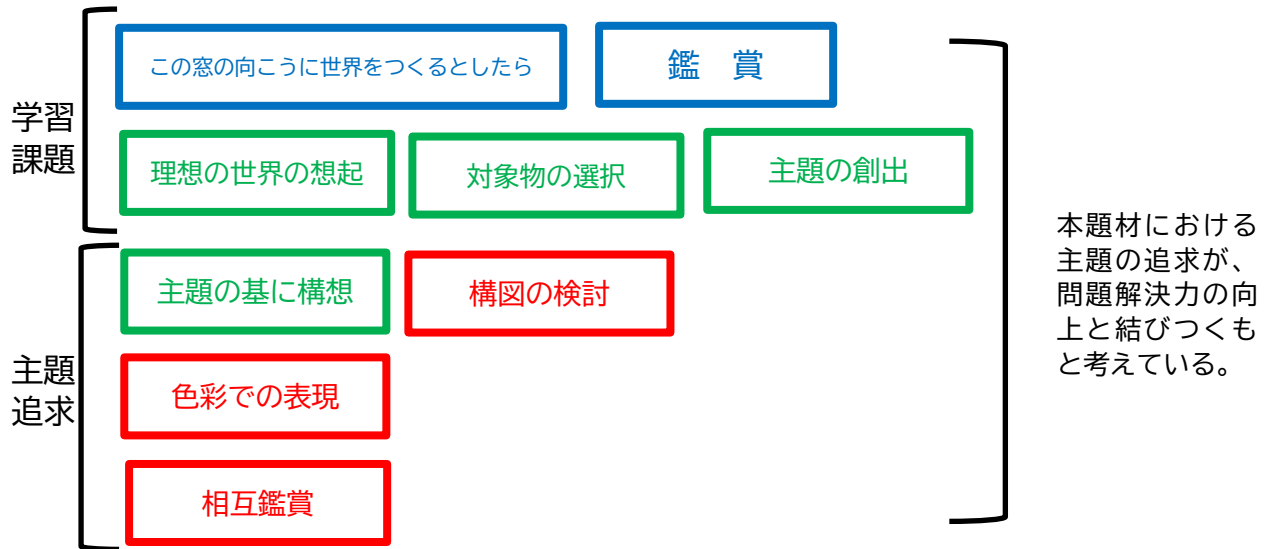 学習
課題
この窓の向こうに世界をつくるとしたら
鑑　賞
理想の世界の想起
対象物の選択
主題の創出
主題
追求
主題の基に構想
構図の検討
色彩での表現
相互鑑賞
本題材における
主題の追求が、
問題解決力の向
上と結びつくも
と考えている。